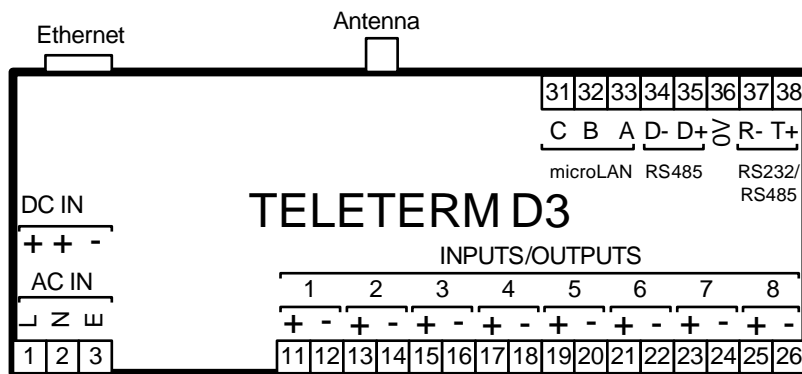 Ethernet
Antenna
31 32 33 34 35 36 37 38
C B A D- D+ 0V R- T+
microLAN RS485 RS232/
RS485
DC IN
TELETERM D3
+ + -
INPUTS/OUTPUTS
AC IN
1 2 3 4 5 6 7 8
L N E
+ - + - + - + - + - + - + - + -
1 2 3 11 12 13 14 15 16 17 18 19 20 21 22 23 24 25 26